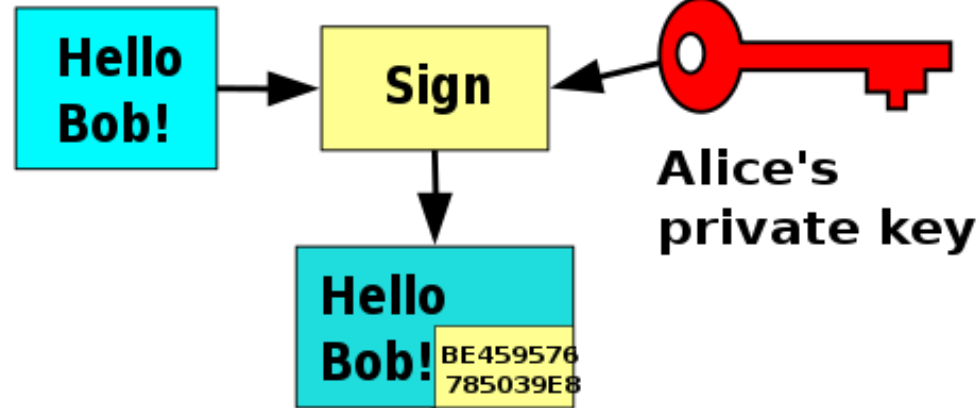 Hello
Bob!
Sign
Alice's
private key
Hello
Bob!
BE459576
785039E8